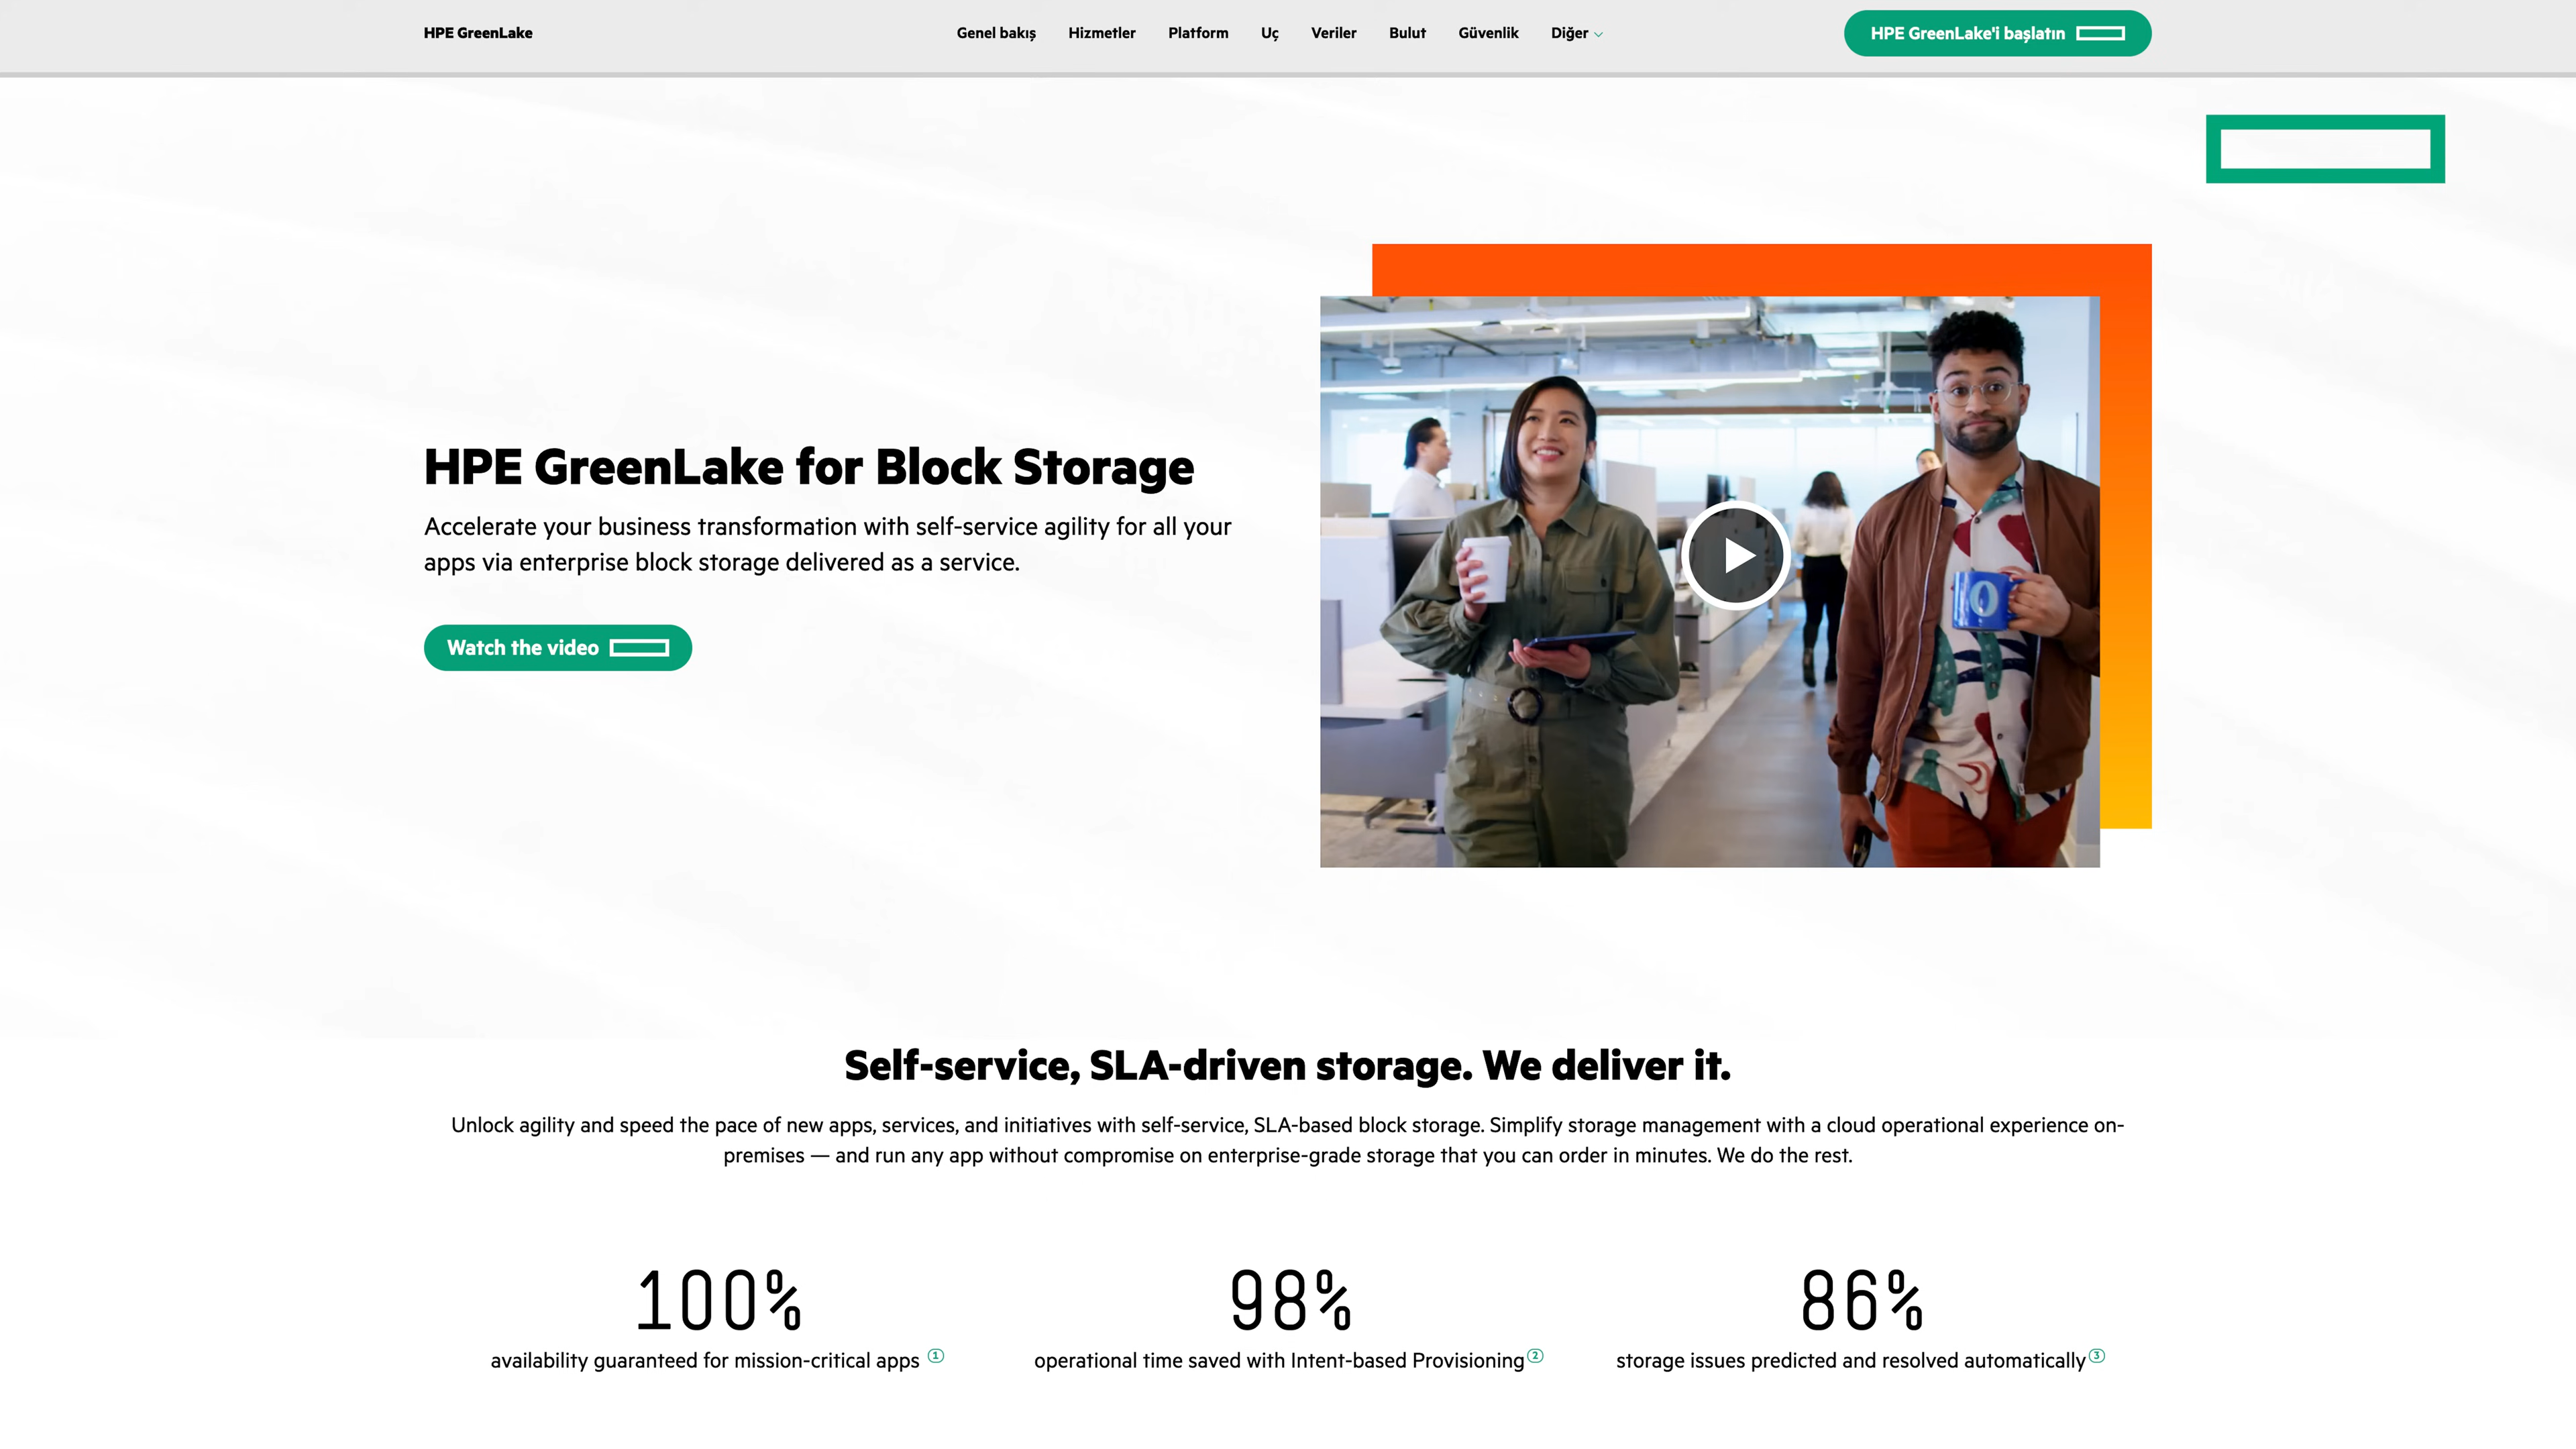 HPE GreenLake
Genel bakış Hizmetler Platform Uç Veriler Bulut Güvenlik Diğer
HPE GreenLake'i başlatın
HPE GreenLake for Block Storage
Accelerate your business transformation with self-service agility for all your
apps via enterprise block storage delivered as a service.
Watch the video
Self-service, SLA-driven storage. We deliver it.
Unlock agility and speed the pace of new apps, services, and initiatives with self-service, SLA-based block storage. Simplify storage management with a cloud operational experience on-
premises — and run any app without compromise on enterprise-grade storage that you can order in minutes. We do the rest.
100%
availability guaranteed for mission-critical apps 1
98%
operational time saved with Intent-based Provisioning 2
86%
storage issues predicted and resolved automatically 3